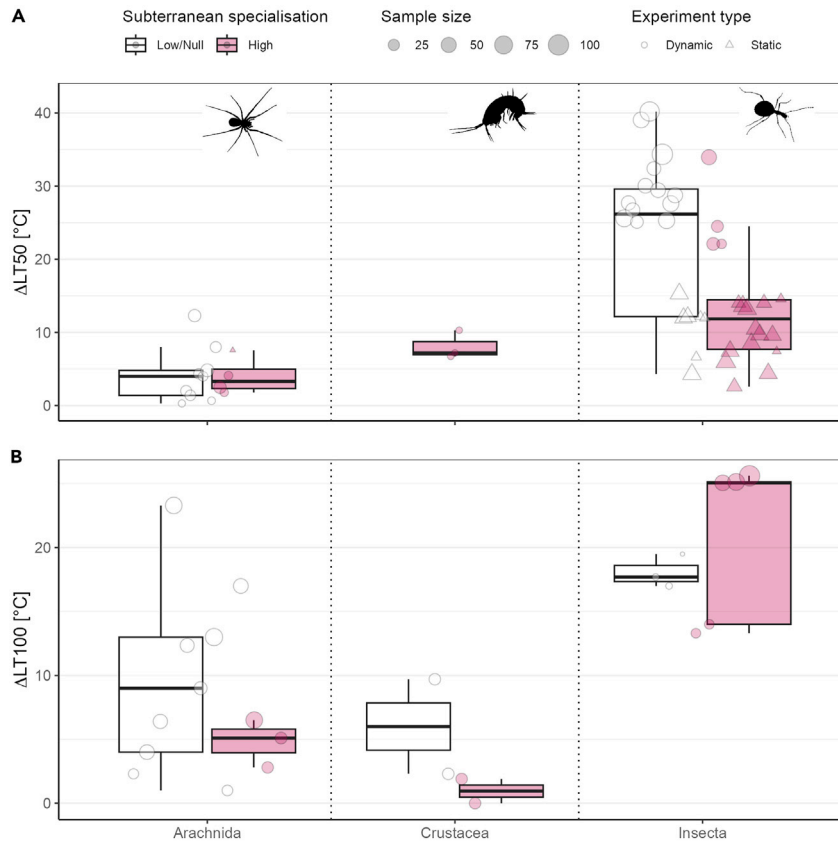 A
Subterranean specialisation
Low/Null High
Sample size
25 50 75 100
Experiment type
Dynamic Static
ΔLT50 [°C]
40
30
20
10
0
B
ΔLT100 [°C]
20
10
0
Arachnida Crustacea Insecta